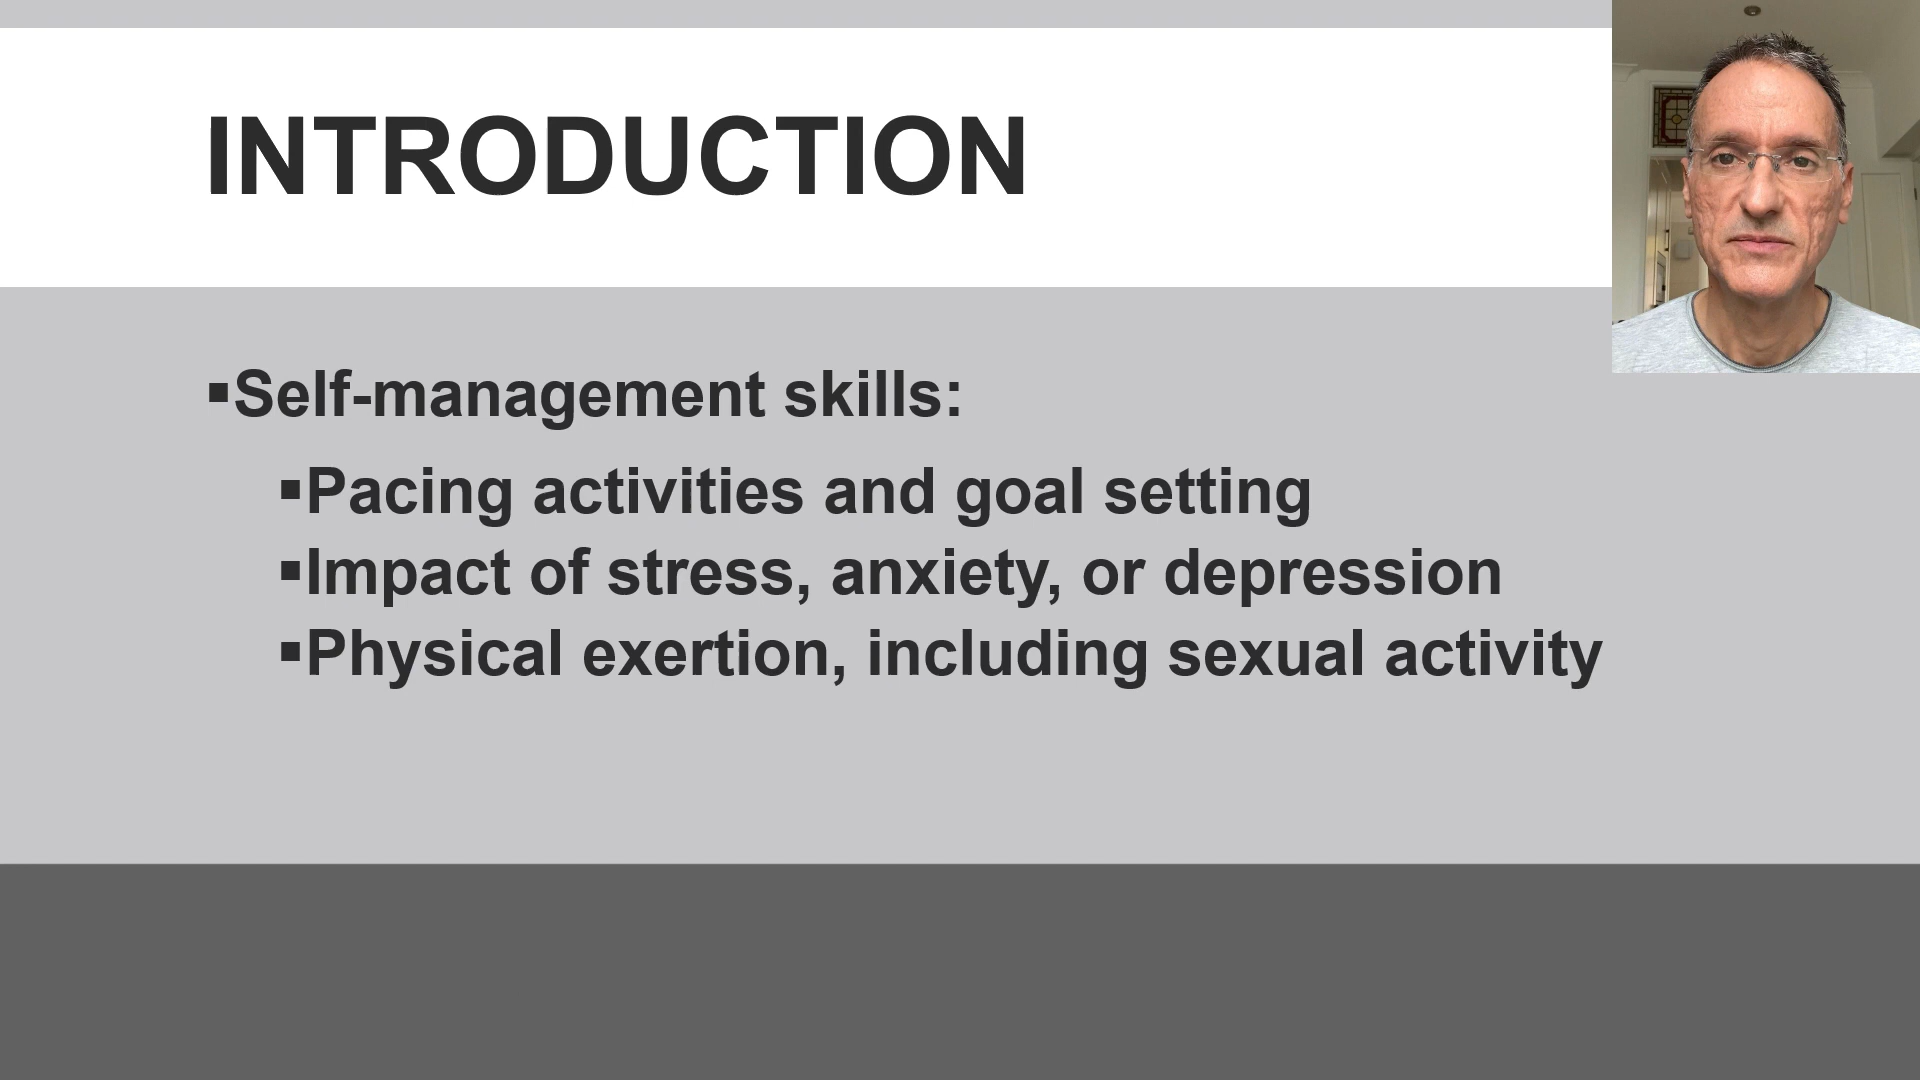 INTRODUCTION
▪Self-management skills:
▪Pacing activities and goal setting
▪Impact of stress, anxiety, or depression
▪Physical exertion, including sexual activity